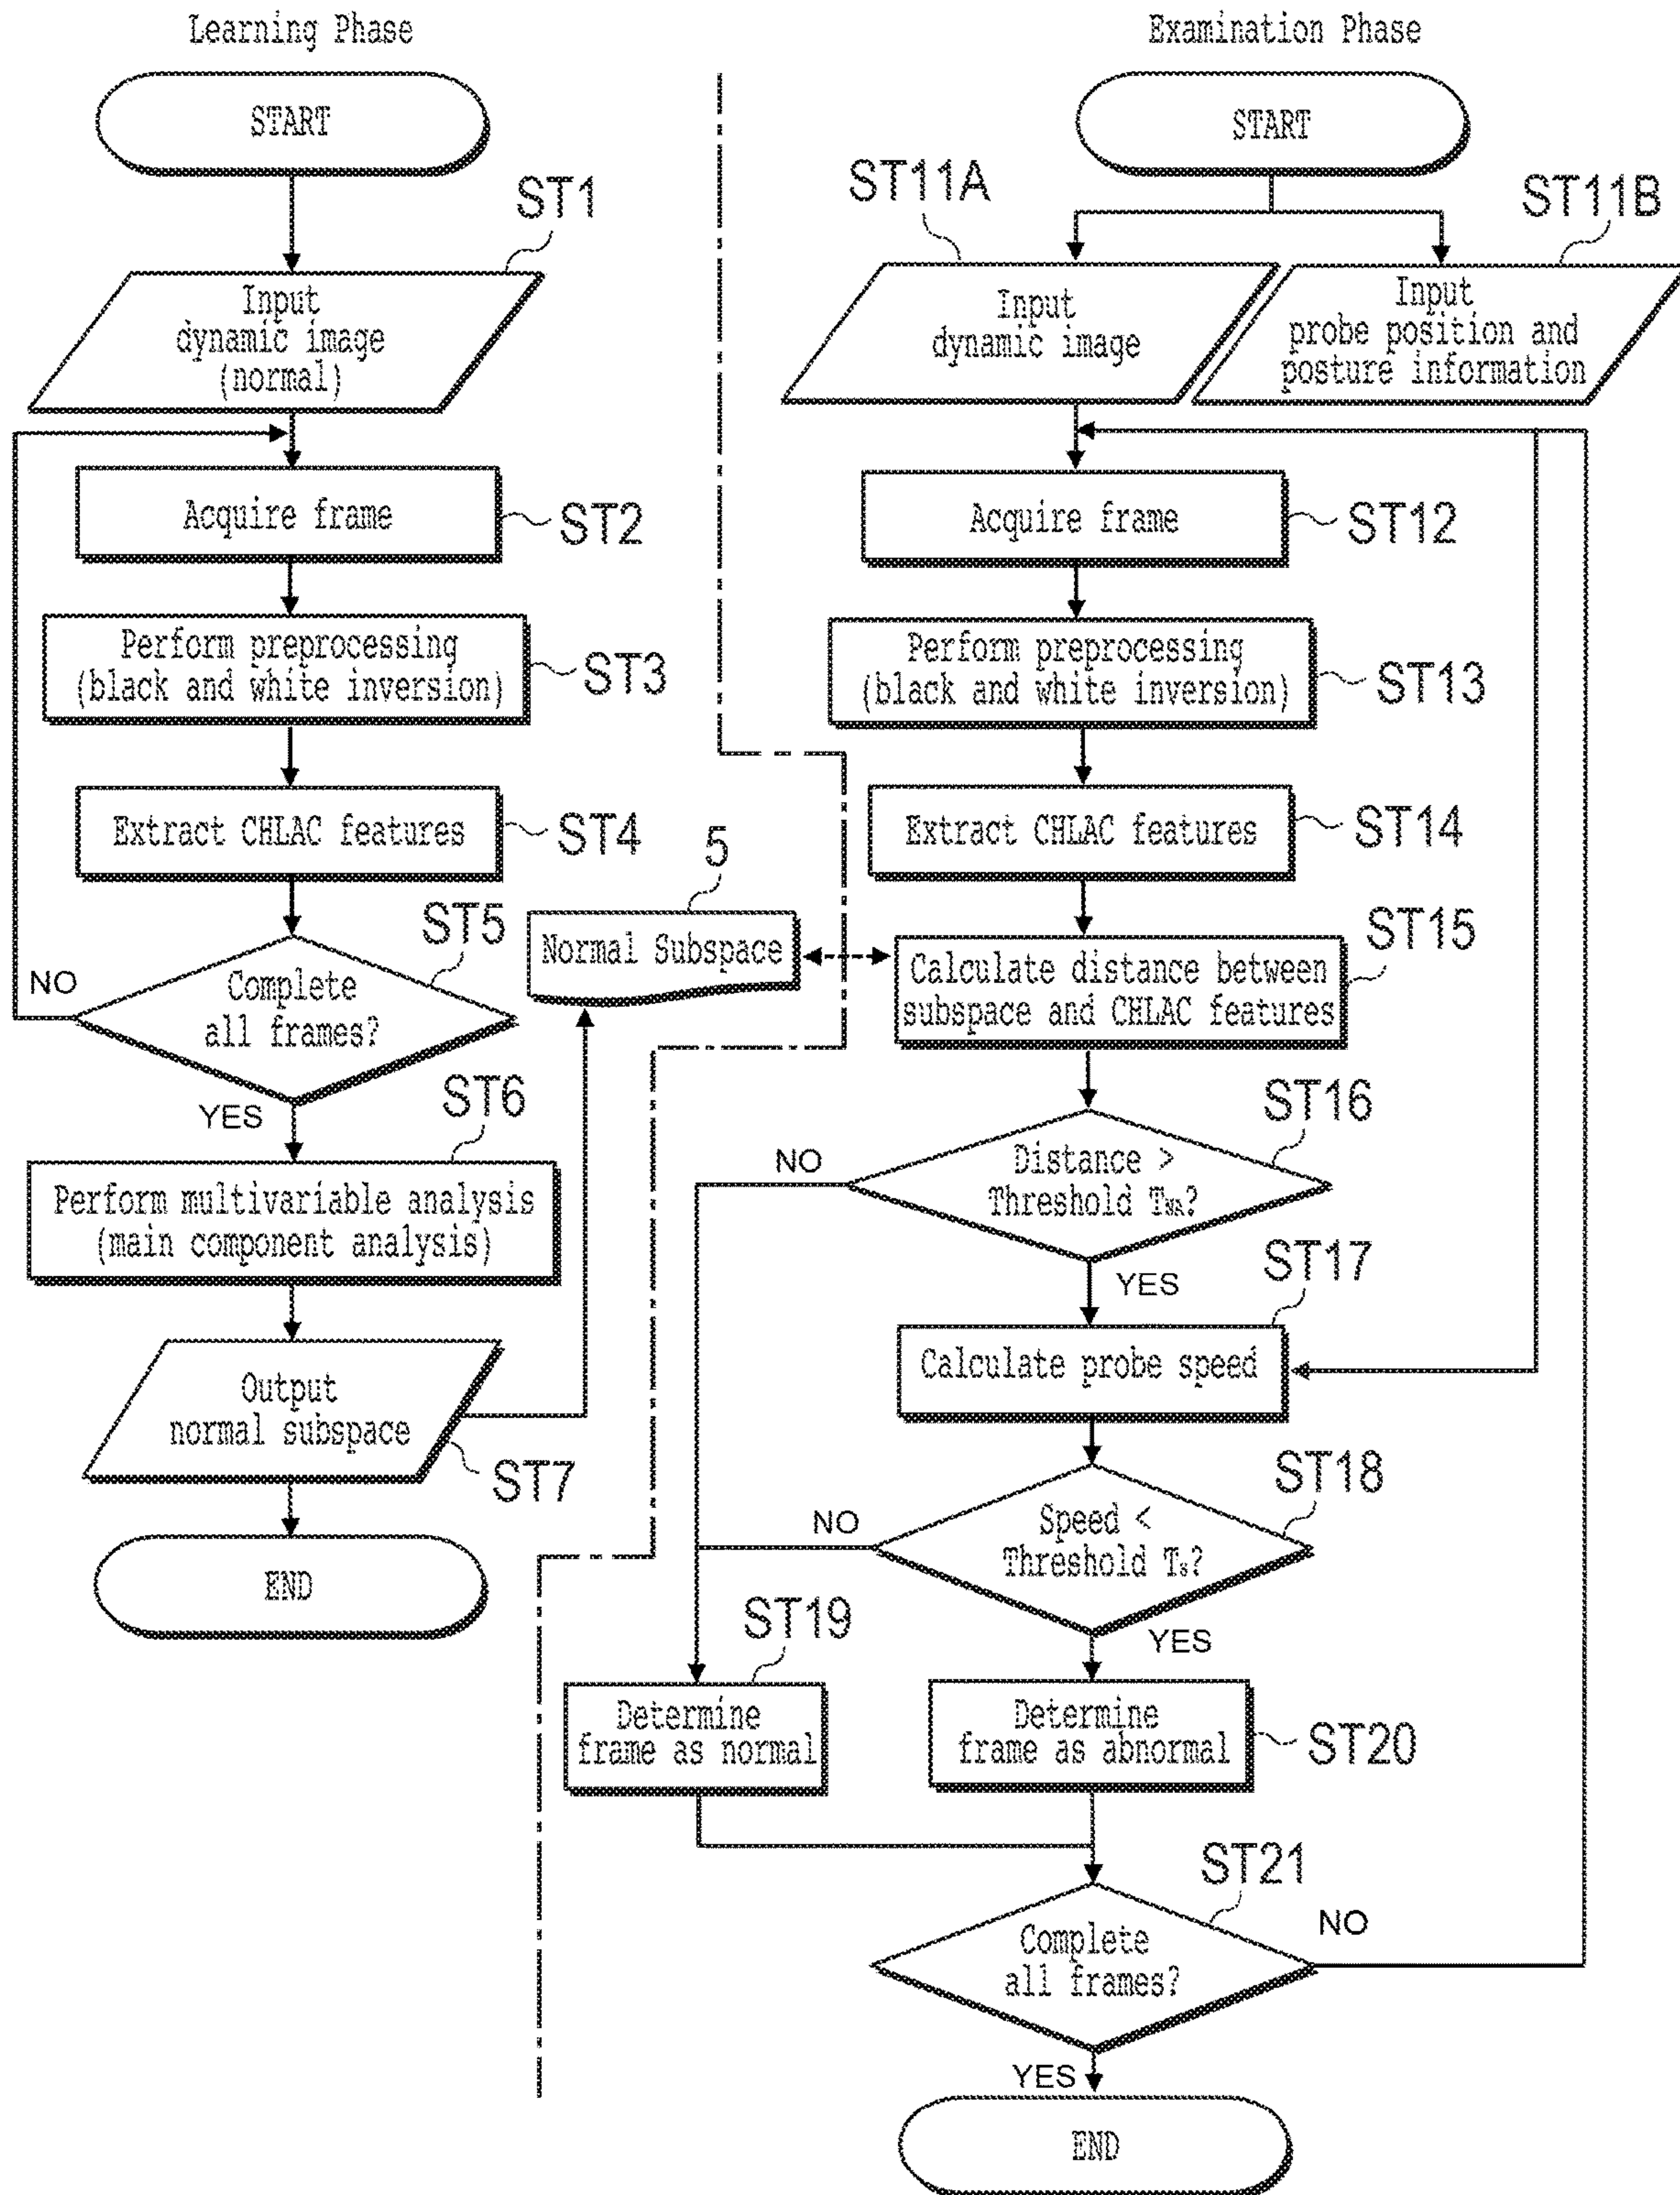 Learning Phase
START
ST1
Input
dynamic image
(normal)
Acquire frame
ST2
Perform preprocessing
(black and white inversion)
ST3
Extract CHLAC features
ST4
ST5
Complete
all frames?
NO
YES
ST6
Perform multivariable analysis
(main component analysis)
Output
normal subspace
ST7
END
5
Normal Subspace
Examination Phase
START
ST11A
Input
dynamic image
ST11B
Input
probe position and
posture information
Acquire frame
ST12
Perform preprocessing
(black and white inversion)
ST13
Extract CHLAC features
ST14
ST15
Calculate distance between
subspace and CHLAC features
ST16
Distance >
Threshold
NO
YES
ST17
Calculate probe speed
ST18
Speed <
Threshold Ts?
NO
YES
ST19
Determine
frame as normal
Determine
frame as abnormal
ST20
ST21
Complete
all frames?
NO
YES
END